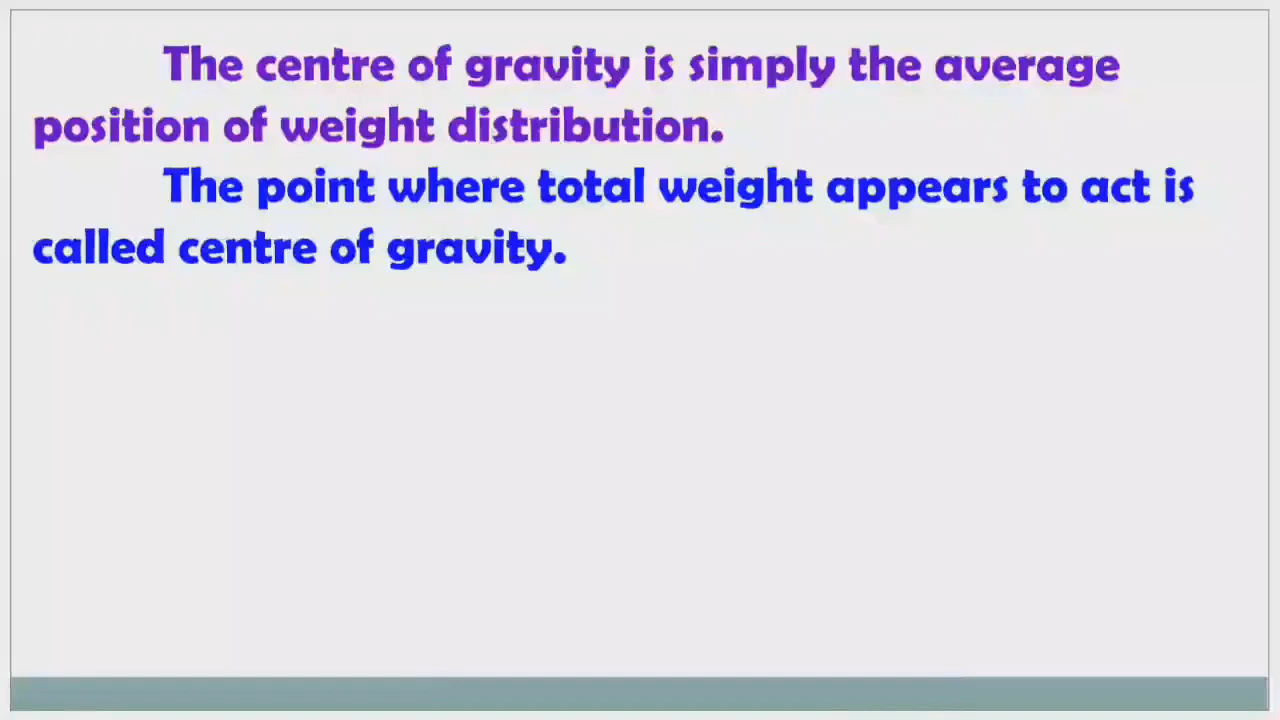 The centre of gravity is simply the average
position of weight distribution.
The point where total weight appears to act is
called centre of gravity.